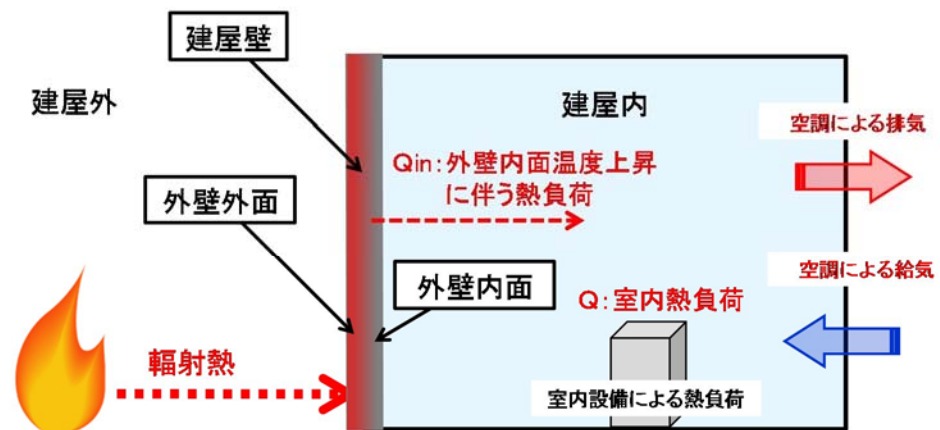 建屋壁
建屋外
建屋内
空調による排気
Qin:外壁内面温度上昇
に伴う熱負荷
外壁外面
外壁内面
空調による給気
Q:室内熱負荷
輻射熱
室内設備による熱負荷